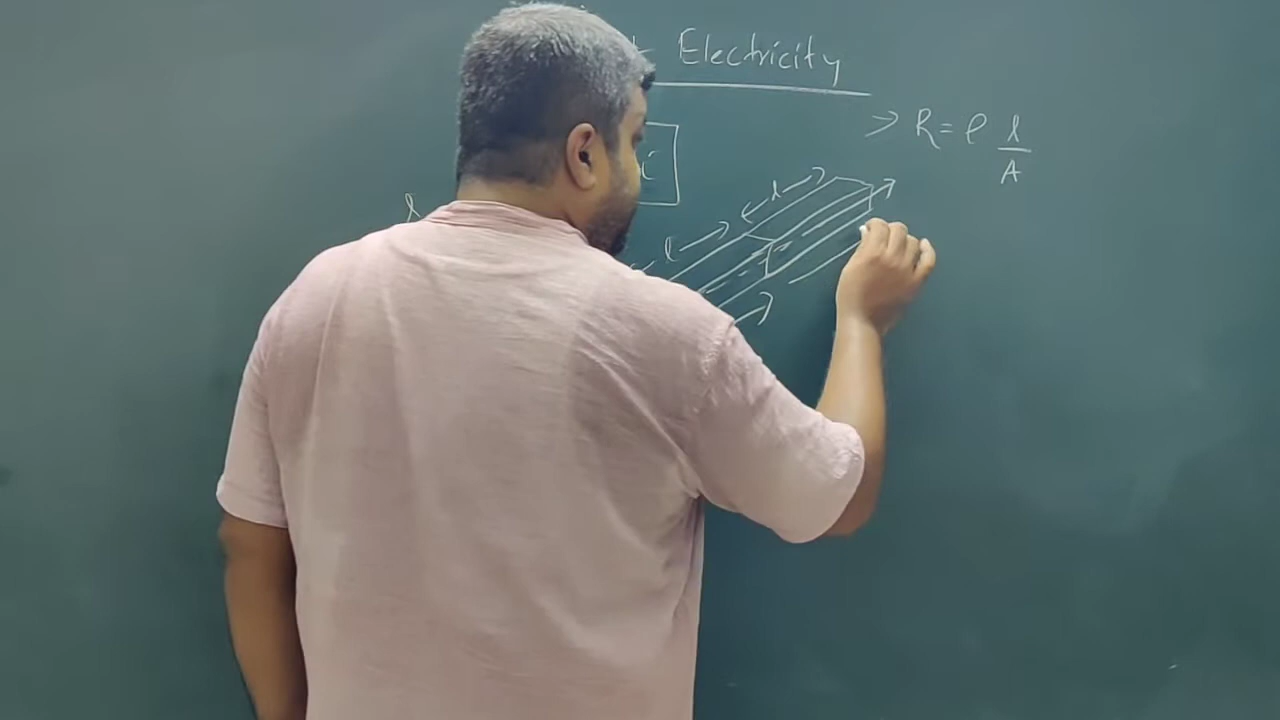 Electricity
> R = ρ l/A
i
l
l
l